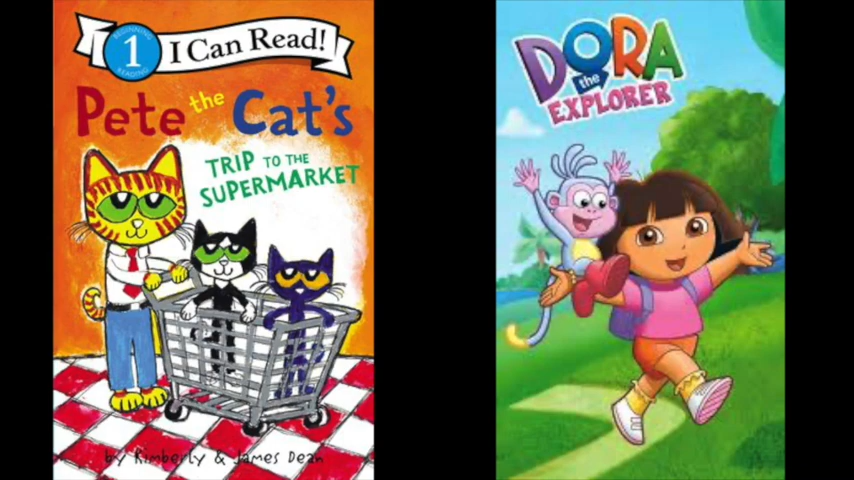 BEGINNING
1
READING
I Can Read!
Pete the Cat's
TRIP TO THE
SUPERMARKET
by Kimberly & James Dean
DORA
the
EXPLORER